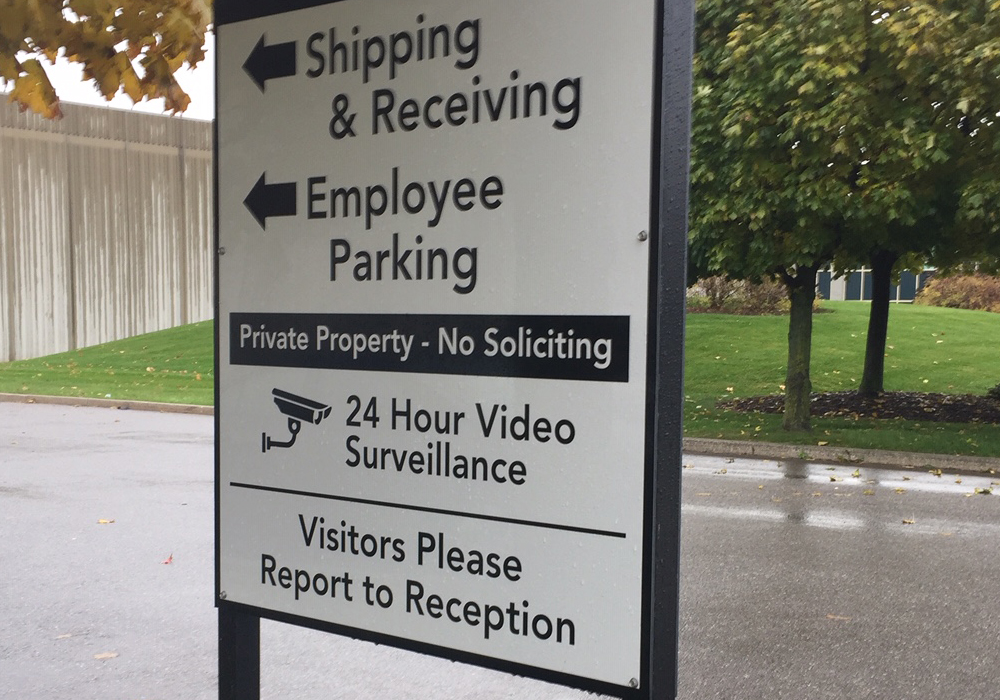 Shipping
& Receiving
Employee
Parking
Private Property - No Soliciting
24 Hour Video
Surveillance
Visitors Please
Report to Reception